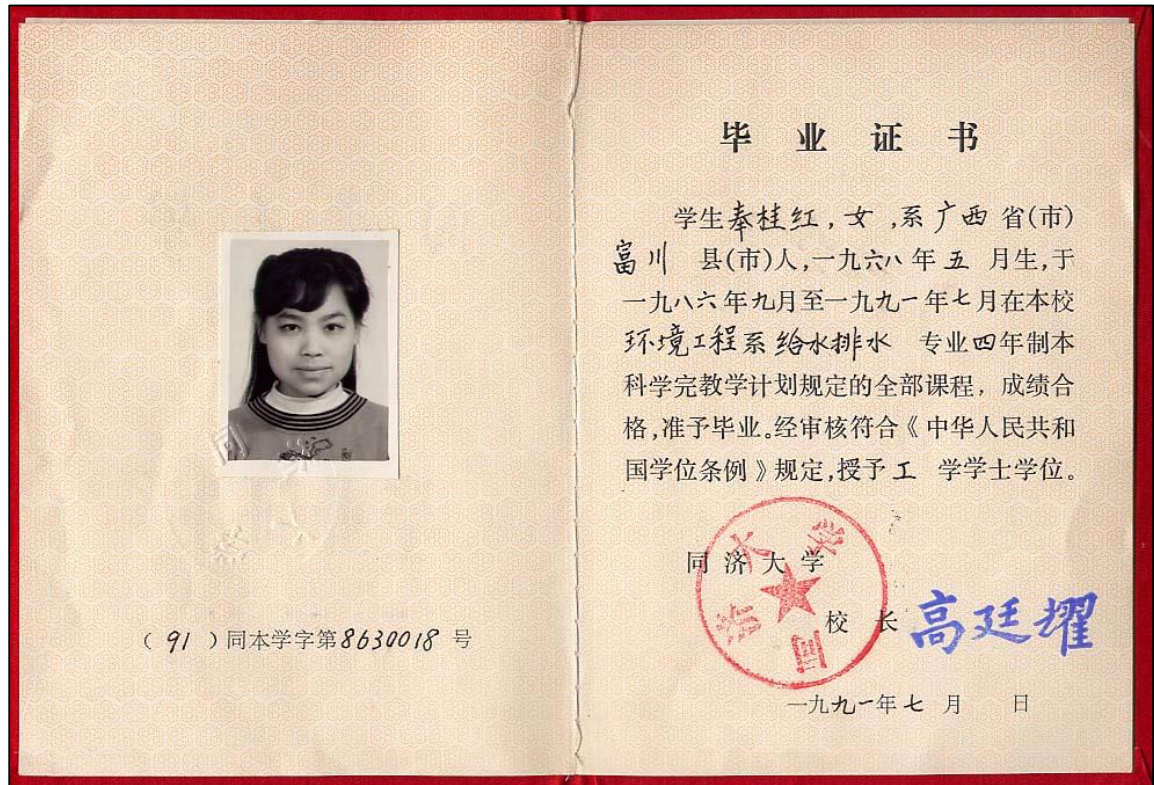 （91）同本学字第8630018号
毕业证书
学生奉桂红，女，系广西省(市)
富川 县(市)人，一九六八年五月生，于
一九八六年九月至一九九一年七月在本校
环境工程系给水排水 专业四年制本
科学完教学计划规定的全部课程，成绩合
格，准予毕业。经审核符合《中华人民共和
国学位条例》规定，授予工 学学士学位。
同济大学
同济大学
校长 高廷耀
一九九一年七月 日